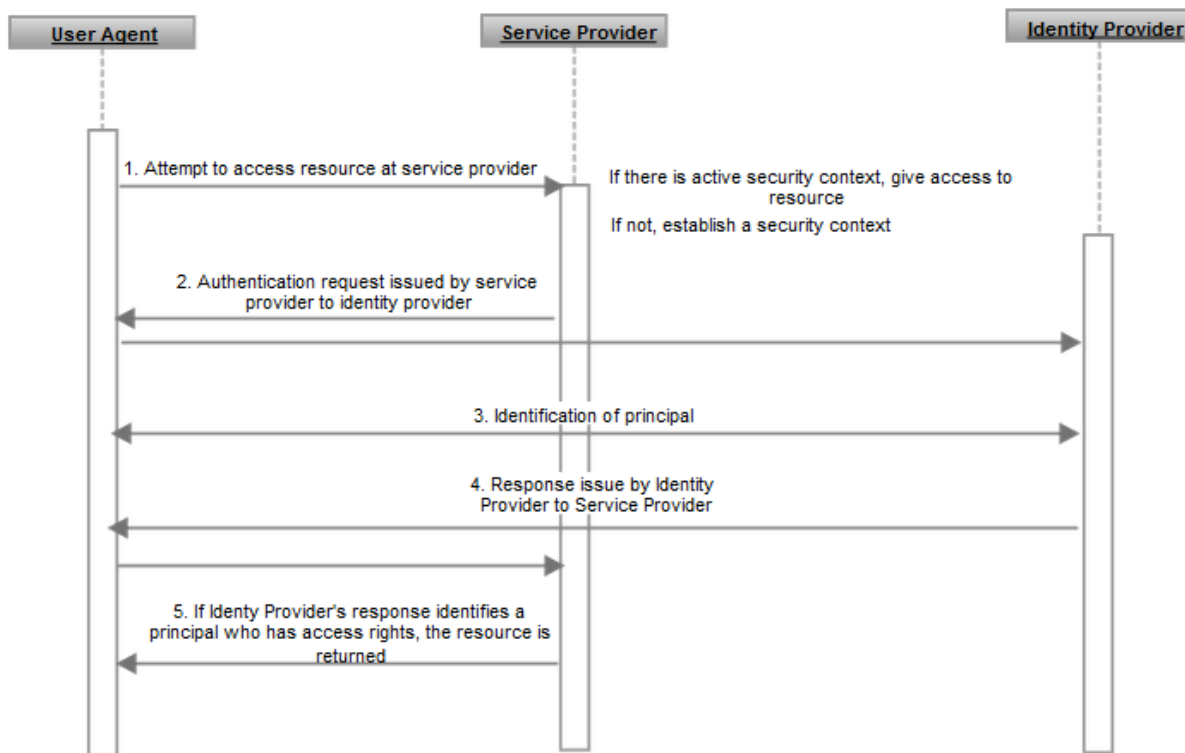 User Agent
Service Provider
Identity Provider
1. Attempt to access resource at service provider
If there is active security context, give access to
resource
If not, establish a security context
2. Authentication request issued by service
provider to identity provider
3. Identification of principal
4. Response issue by Identity
Provider to Service Provider
5. If Identy Provider's response identifies a
principal who has access rights, the resource is
returned